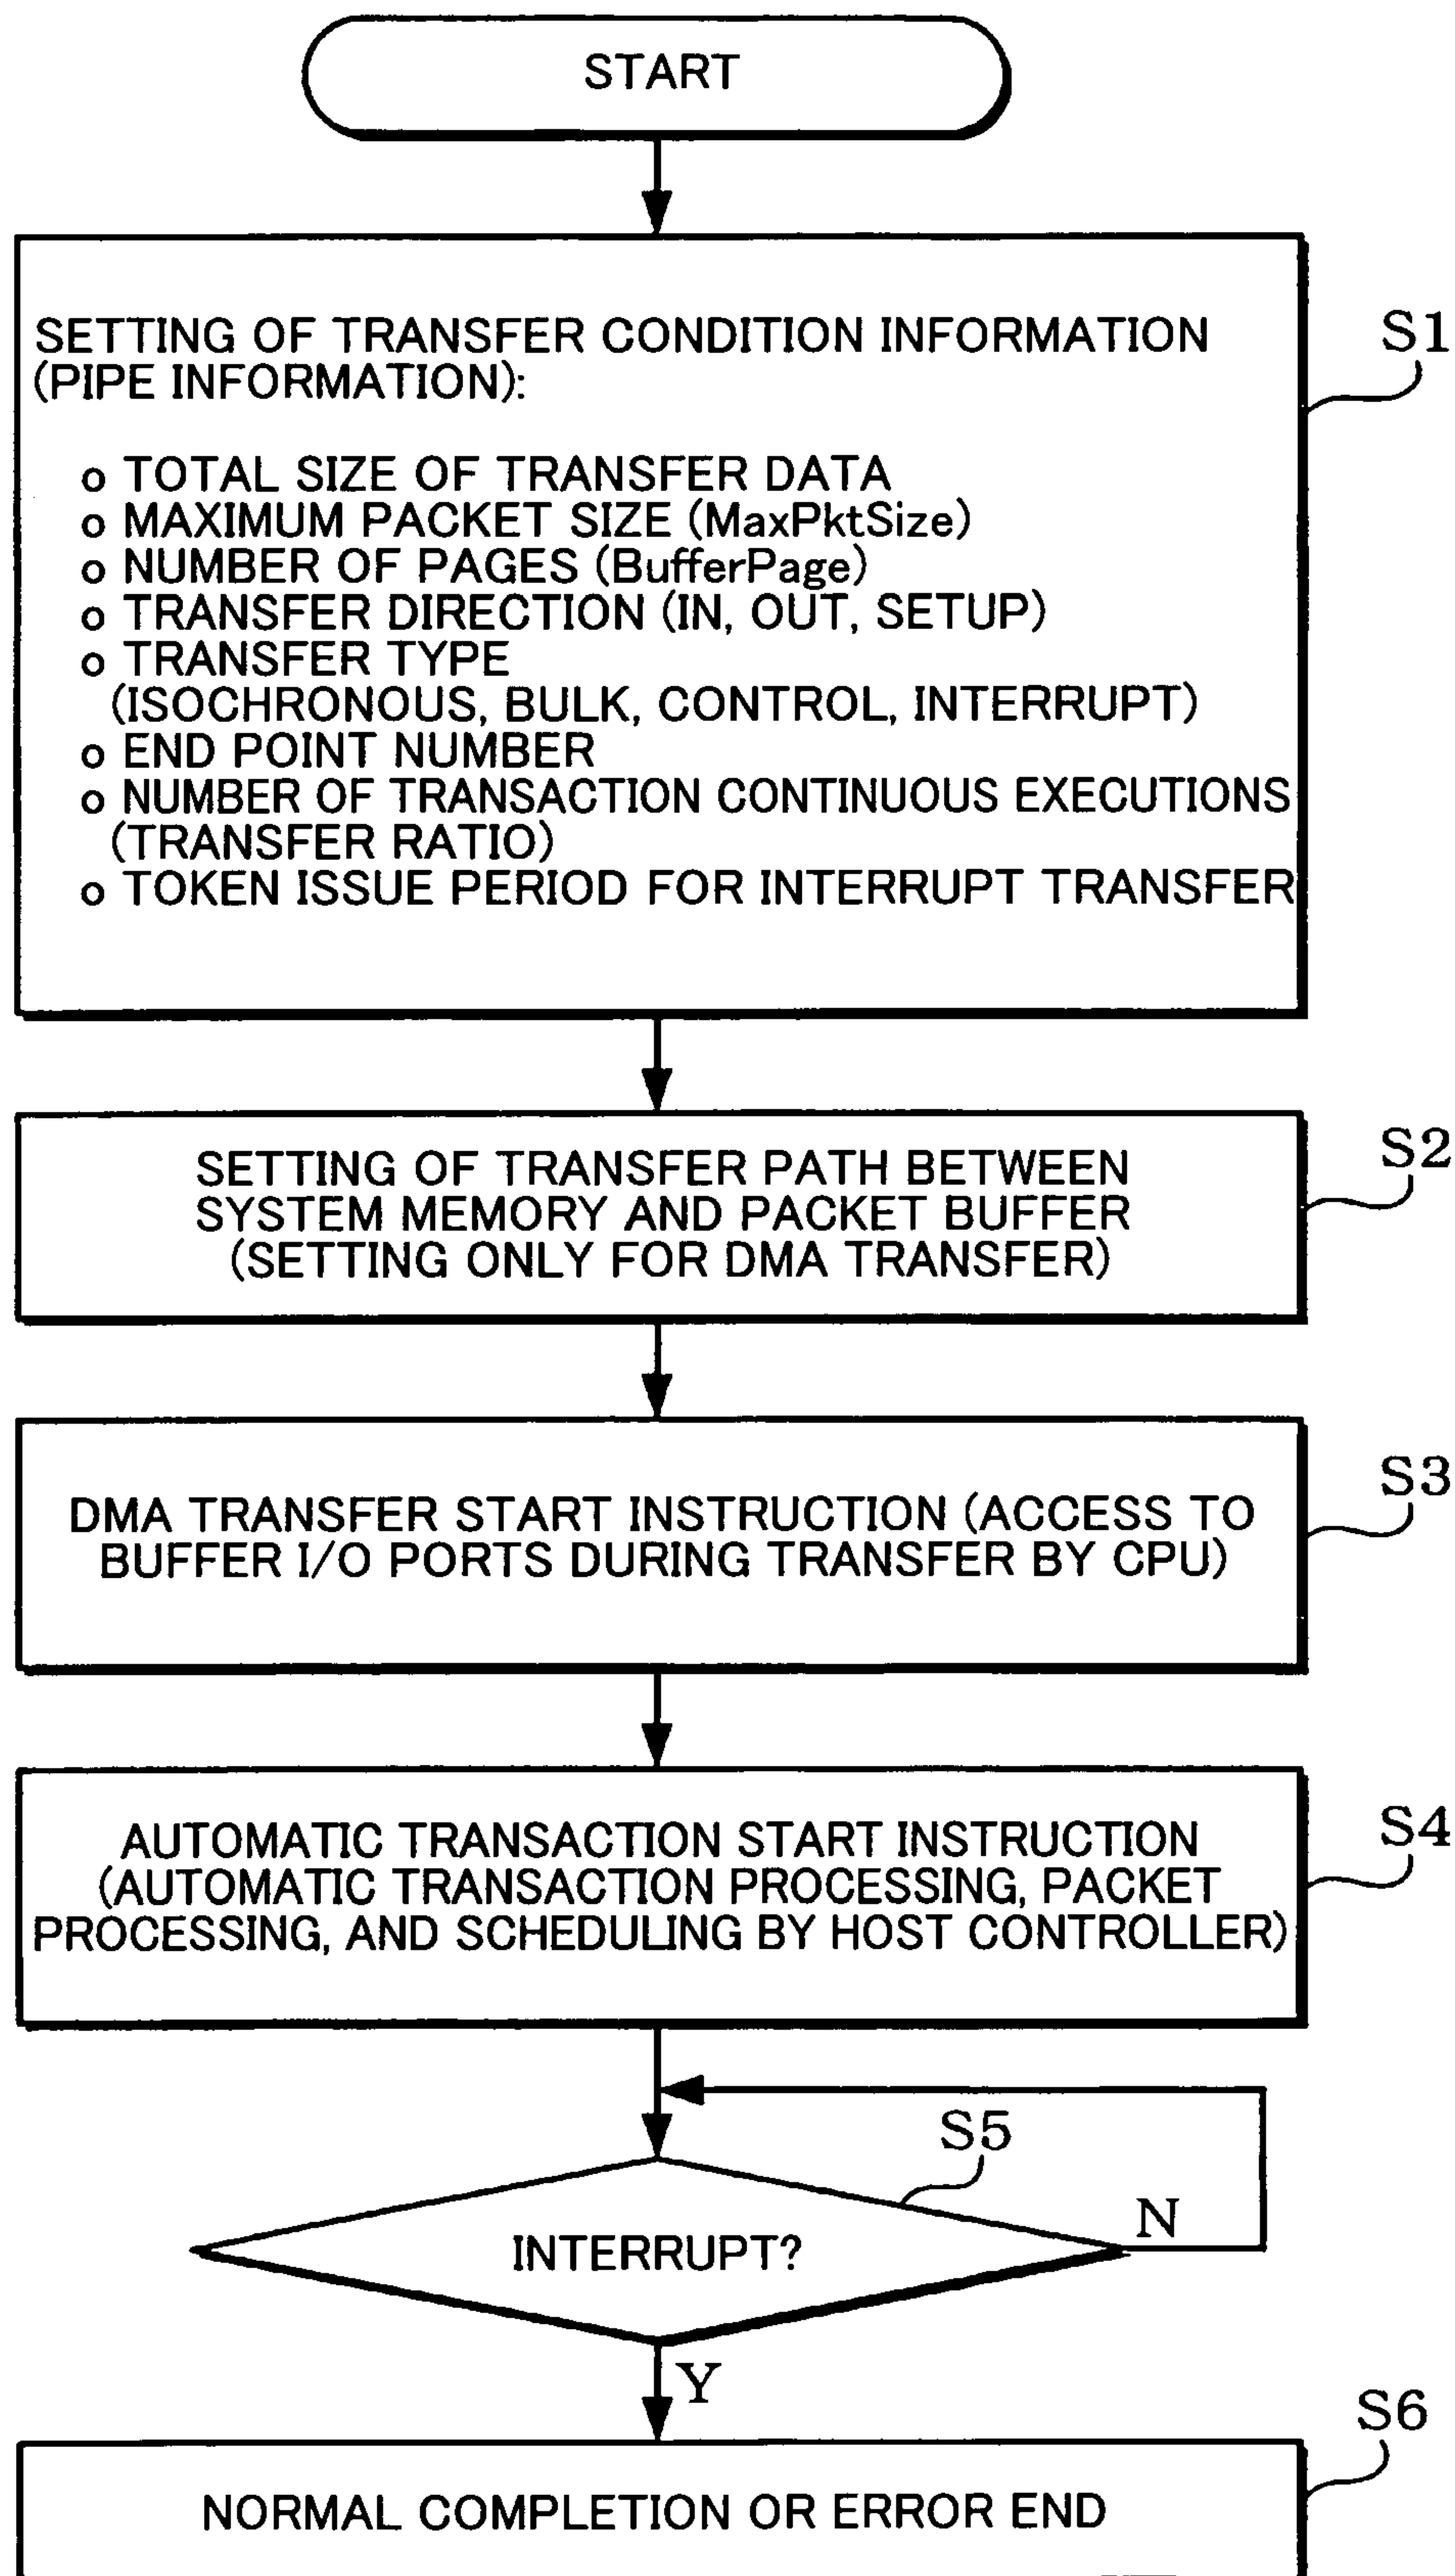 START
SETTING OF TRANSFER CONDITION INFORMATION
(PIPE INFORMATION):
S1
o TOTAL SIZE OF TRANSFER DATA
o MAXIMUM PACKET SIZE (MaxPktSize)
o NUMBER OF PAGES (BufferPage)
o TRANSFER DIRECTION (IN, OUT, SETUP)
o TRANSFER TYPE
(ISOCHRONOUS, BULK, CONTROL, INTERRUPT)
o END POINT NUMBER
o NUMBER OF TRANSACTION CONTINUOUS EXECUTIONS
(TRANSFER RATIO)
o TOKEN ISSUE PERIOD FOR INTERRUPT TRANSFER
S2
SETTING OF TRANSFER PATH BETWEEN
SYSTEM MEMORY AND PACKET BUFFER
(SETTING ONLY FOR DMA TRANSFER)
S3
DMA TRANSFER START INSTRUCTION (ACCESS TO
BUFFER I/O PORTS DURING TRANSFER BY CPU)
S4
AUTOMATIC TRANSACTION START INSTRUCTION
(AUTOMATIC TRANSACTION PROCESSING, PACKET
PROCESSING, AND SCHEDULING BY HOST CONTROLLER)
S5
N
INTERRUPT?
Y
S6
NORMAL COMPLETION OR ERROR END